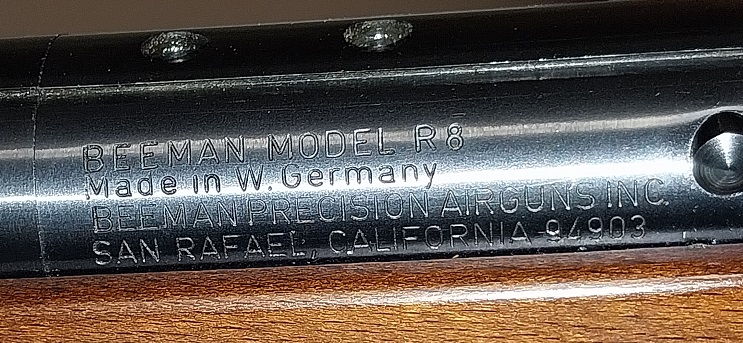 BEEMAN MODEL R8
Made in W. Germany
BEEMAN PRECISION AIRGUNS INC.
SAN RAFAEL, CALIFORNIA 94903